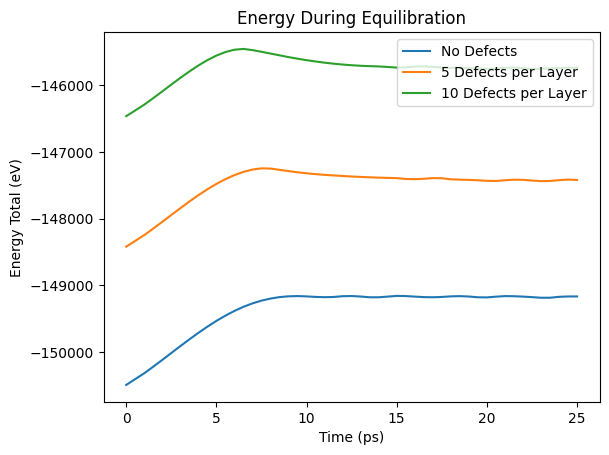 Energy During Equilibration
No Defects
5 Defects per Layer
10 Defects per Layer
Energy Total (eV)
−146000
−147000
−148000
−149000
−150000
0
5
10
15
20
25
Time (ps)